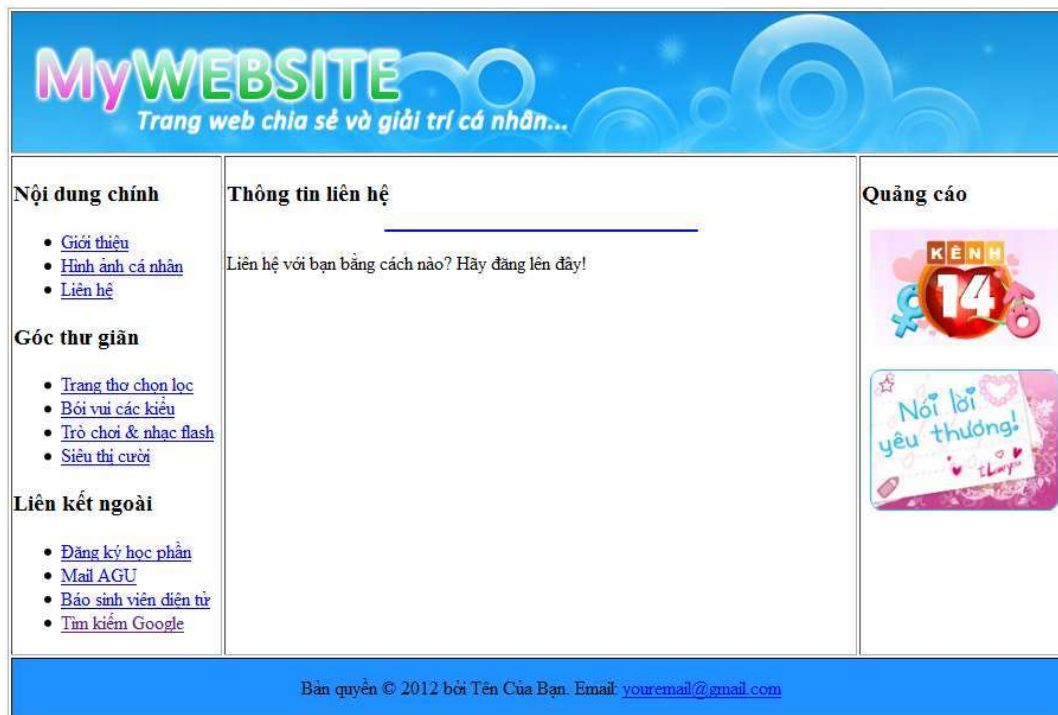 MyWEBSITE
Trang web chia sẻ và giải trí cá nhân...
Nội dung chính
Giới thiệu
Hình ảnh cá nhân
Liên hệ
Góc thư giãn
Trang thơ chọn lọc
Bói vui các kiểu
Trò chơi & nhạc flash
Siêu thị cười
Liên kết ngoài
Đăng ký học phần
Mail AGU
Báo sinh viên điện tử
Tìm kiếm Google
Thông tin liên hệ
Liên hệ với bạn bằng cách nào? Hãy đăng lên đây!
Quảng cáo
KÊNH
14
Nói lời
yêu thương!
I Love you
Bản quyền © 2012 bởi Tên Của Bạn. Email: youremail@gmail.com